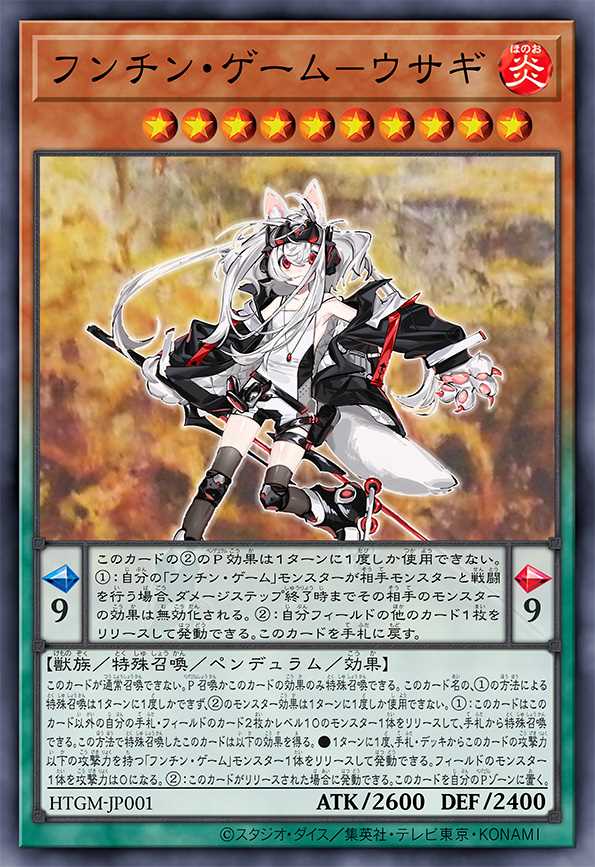 フンチン・ゲームーウサギ
炎
このカードの②のP効果は1ターンに1度しか使用できない。
①：自分の「フンチン・ゲーム」モンスターが相手モンスターと戦闘
を行う場合、ダメージステップ終了時までその相手のモンスター
の効果は無効化される。②：自分フィールドの他のカード1枚を
リリースして発動できる。このカードを手札に戻す。
9
9
【獣族／特殊召喚／ペンデュラム／効果】
このカードが通常召喚できない。P召喚かこのカードの効果のみ特殊召喚できる。このカード名の、①の方法による
特殊召喚は1ターンに1度しかできず、②のモンスター効果は1ターンに1度しか使用できない。①：このカードはこの
カード以外の自分の手札・フィールドのカード2枚かレベル10のモンスター1体をリリースして、手札から特殊召喚
できる。この方法で特殊召喚したこのカードは以下の効果を得る。●1ターンに1度、手札・デッキからこのカードの攻撃力
以下の攻撃力を持つ「フンチン・ゲーム」モンスター1体をリリースして発動できる。フィールドのモンスター
1体を攻撃力は0になる。②：このカードがリリースされた場合に発動できる。このカードを自分のPゾーンに置く。
HTGM-JP001 ATK/2600 DEF/2400
©スタジオ・ダイス／集英社・テレビ東京・KONAMI